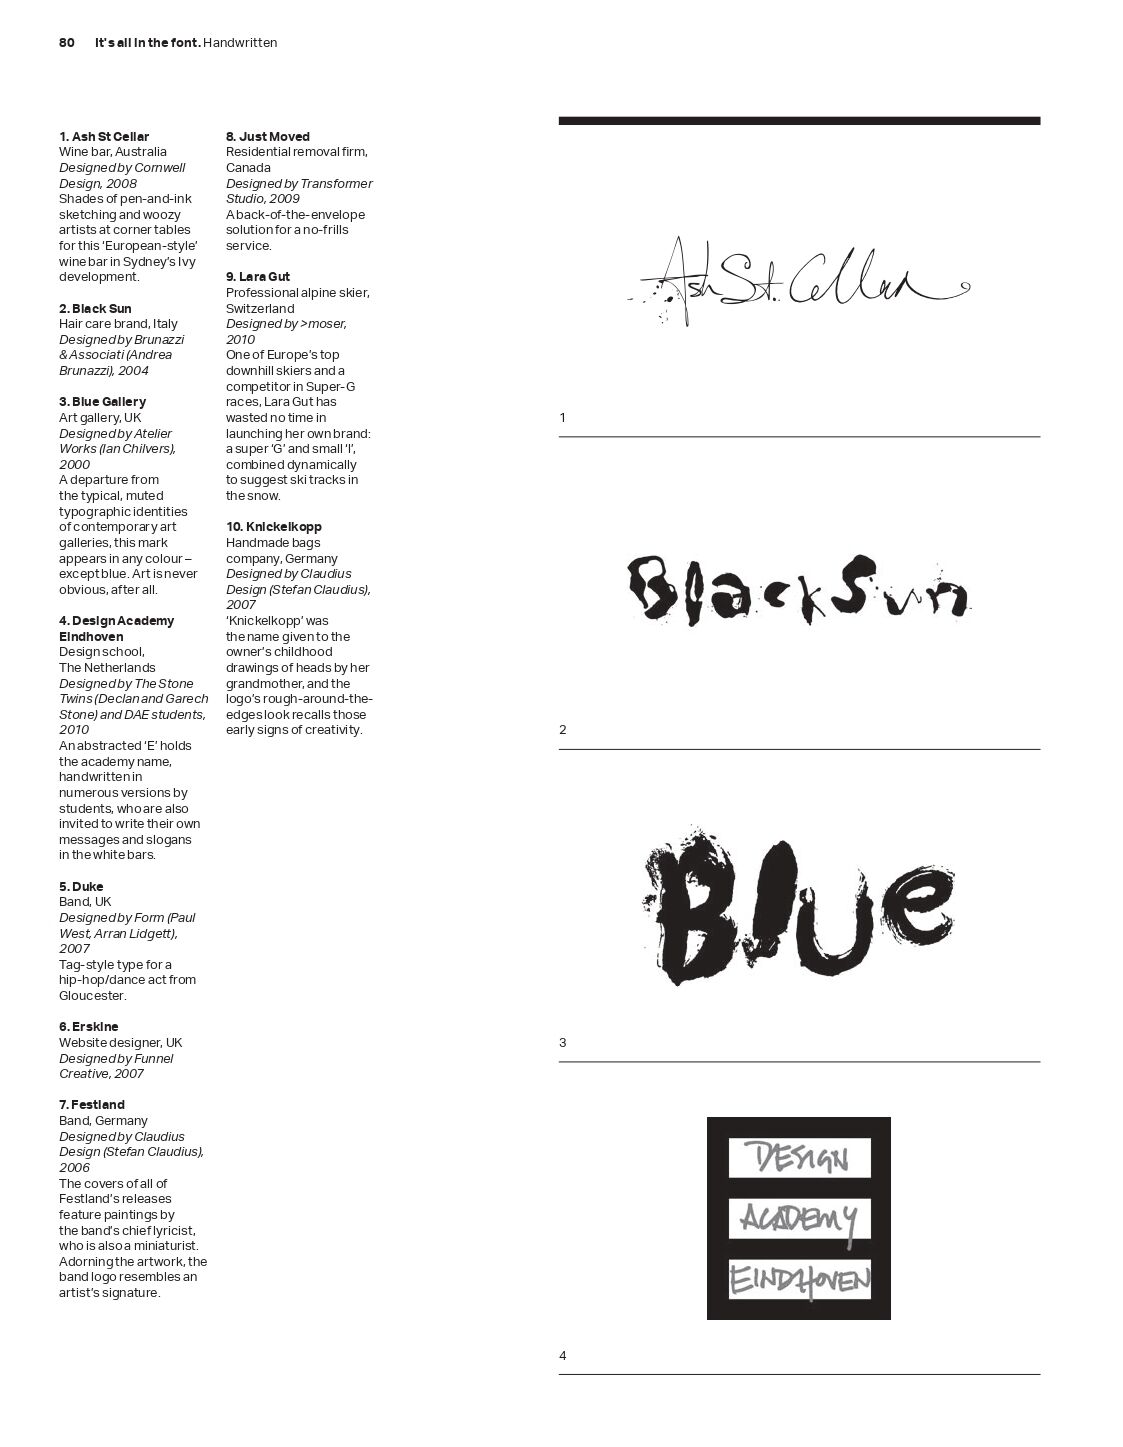 80 It's all in the font. Handwritten
1. Ash St Cellar
Wine bar, Australia
Designed by Cornwell
Design, 2008
Shades of pen-and-ink
sketching and woozy
artists at corner tables
for this ‘European-style’
wine bar in Sydney’s Ivy
development.
2. Black Sun
Hair care brand, Italy
Designed by Brunazzi
& Associati (Andrea
Brunazzi), 2004
3. Blue Gallery
Art gallery, UK
Designed by Atelier
Works (Ian Chilvers),
2000
A departure from
the typical, muted
typographic identities
of contemporary art
galleries, this mark
appears in any colour –
except blue. Art is never
obvious, after all.
4. Design Academy
Eindhoven
Design school,
The Netherlands
Designed by The Stone
Twins (Declan and Garech
Stone) and DAE students,
2010
An abstracted ‘E’ holds
the academy name,
handwritten in
numerous versions by
students, who are also
invited to write their own
messages and slogans
in the white bars.
5. Duke
Band, UK
Designed by Form (Paul
West, Arran Lidgett),
2007
Tag-style type for a
hip-hop/dance act from
Gloucester.
6. Erskine
Website designer, UK
Designed by Funnel
Creative, 2007
7. Festland
Band, Germany
Designed by Claudius
Design (Stefan Claudius),
2006
The covers of all of
Festland’s releases
feature paintings by
the band’s chief lyricist,
who is also a miniaturist.
Adorning the artwork, the
band logo resembles an
artist’s signature.
8. Just Moved
Residential removal firm,
Canada
Designed by Transformer
Studio, 2009
A back-of-the-envelope
solution for a no-frills
service.
9. Lara Gut
Professional alpine skier,
Switzerland
Designed by >moser,
2010
One of Europe’s top
downhill skiers and a
competitor in Super-G
races, Lara Gut has
wasted no time in
launching her own brand:
a super ‘G’ and small ‘l’,
combined dynamically
to suggest ski tracks in
the snow.
10. Knickelkopp
Handmade bags
company, Germany
Designed by Claudius
Design (Stefan Claudius),
2007
‘Knickelkopp’ was
the name given to the
owner’s childhood
drawings of heads by her
grandmother, and the
logo’s rough-around-the-
edges look recalls those
early signs of creativity.
Ash St. Cellar
1
Black Sun
2
Blue
3
DESIGN
ACADEMY
EINDHOVEN
4